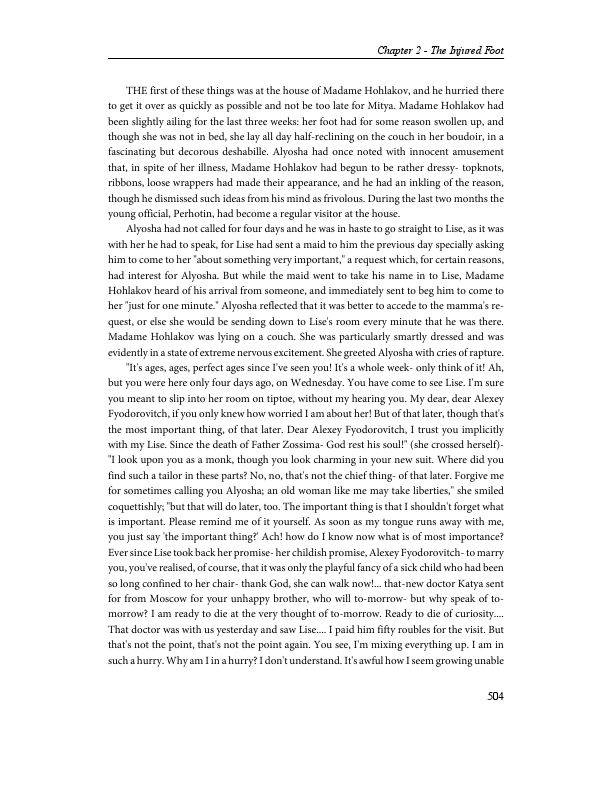 Chapter 2 - The Injured Foot
THE first of these things was at the house of Madame Hohlakov, and he hurried there
to get it over as quickly as possible and not be too late for Mitya. Madame Hohlakov had
been slightly ailing for the last three weeks: her foot had for some reason swollen up, and
though she was not in bed, she lay all day half-reclining on the couch in her boudoir, in a
fascinating but decorous deshabille. Alyosha had once noted with innocent amusement
that, in spite of her illness, Madame Hohlakov had begun to be rather dressy- topknots,
ribbons, loose wrappers had made their appearance, and he had an inkling of the reason,
though he dismissed such ideas from his mind as frivolous. During the last two months the
young official, Perhotin, had become a regular visitor at the house.
Alyosha had not called for four days and he was in haste to go straight to Lise, as it was
with her he had to speak, for Lise had sent a maid to him the previous day specially asking
him to come to her "about something very important," a request which, for certain reasons,
had interest for Alyosha. But while the maid went to take his name in to Lise, Madame
Hohlakov heard of his arrival from someone, and immediately sent to beg him to come to
her "just for one minute." Alyosha reflected that it was better to accede to the mamma's re-
quest, or else she would be sending down to Lise's room every minute that he was there.
Madame Hohlakov was lying on a couch. She was particularly smartly dressed and was
evidently in a state of extreme nervous excitement. She greeted Alyosha with cries of rapture.
"It's ages, ages, perfect ages since I've seen you! It's a whole week- only think of it! Ah,
but you were here only four days ago, on Wednesday. You have come to see Lise. I'm sure
you meant to slip into her room on tiptoe, without my hearing you. My dear, dear Alexey
Fyodorovitch, if you only knew how worried I am about her! But of that later, though that's
the most important thing, of that later. Dear Alexey Fyodorovitch, I trust you implicitly
with my Lise. Since the death of Father Zossima- God rest his soul!" (she crossed herself)-
"I look upon you as a monk, though you look charming in your new suit. Where did you
find such a tailor in these parts? No, no, that's not the chief thing- of that later. Forgive me
for sometimes calling you Alyosha; an old woman like me may take liberties," she smiled
coquettishly; "but that will do later, too. The important thing is that I shouldn't forget what
is important. Please remind me of it yourself. As soon as my tongue runs away with me,
you just say 'the important thing?' Ach! how do I know now what is of most importance?
Ever since Lise took back her promise- her childish promise, Alexey Fyodorovitch- to marry
you, you've realised, of course, that it was only the playful fancy of a sick child who had been
so long confined to her chair- thank God, she can walk now!... that-new doctor Katya sent
for from Moscow for your unhappy brother, who will to-morrow- but why speak of to-
morrow? I am ready to die at the very thought of to-morrow. Ready to die of curiosity....
That doctor was with us yesterday and saw Lise.... I paid him fifty roubles for the visit. But
that's not the point, that's not the point again. You see, I'm mixing everything up. I am in
such a hurry. Why am I in a hurry? I don't understand. It's awful how I seem growing unable
504